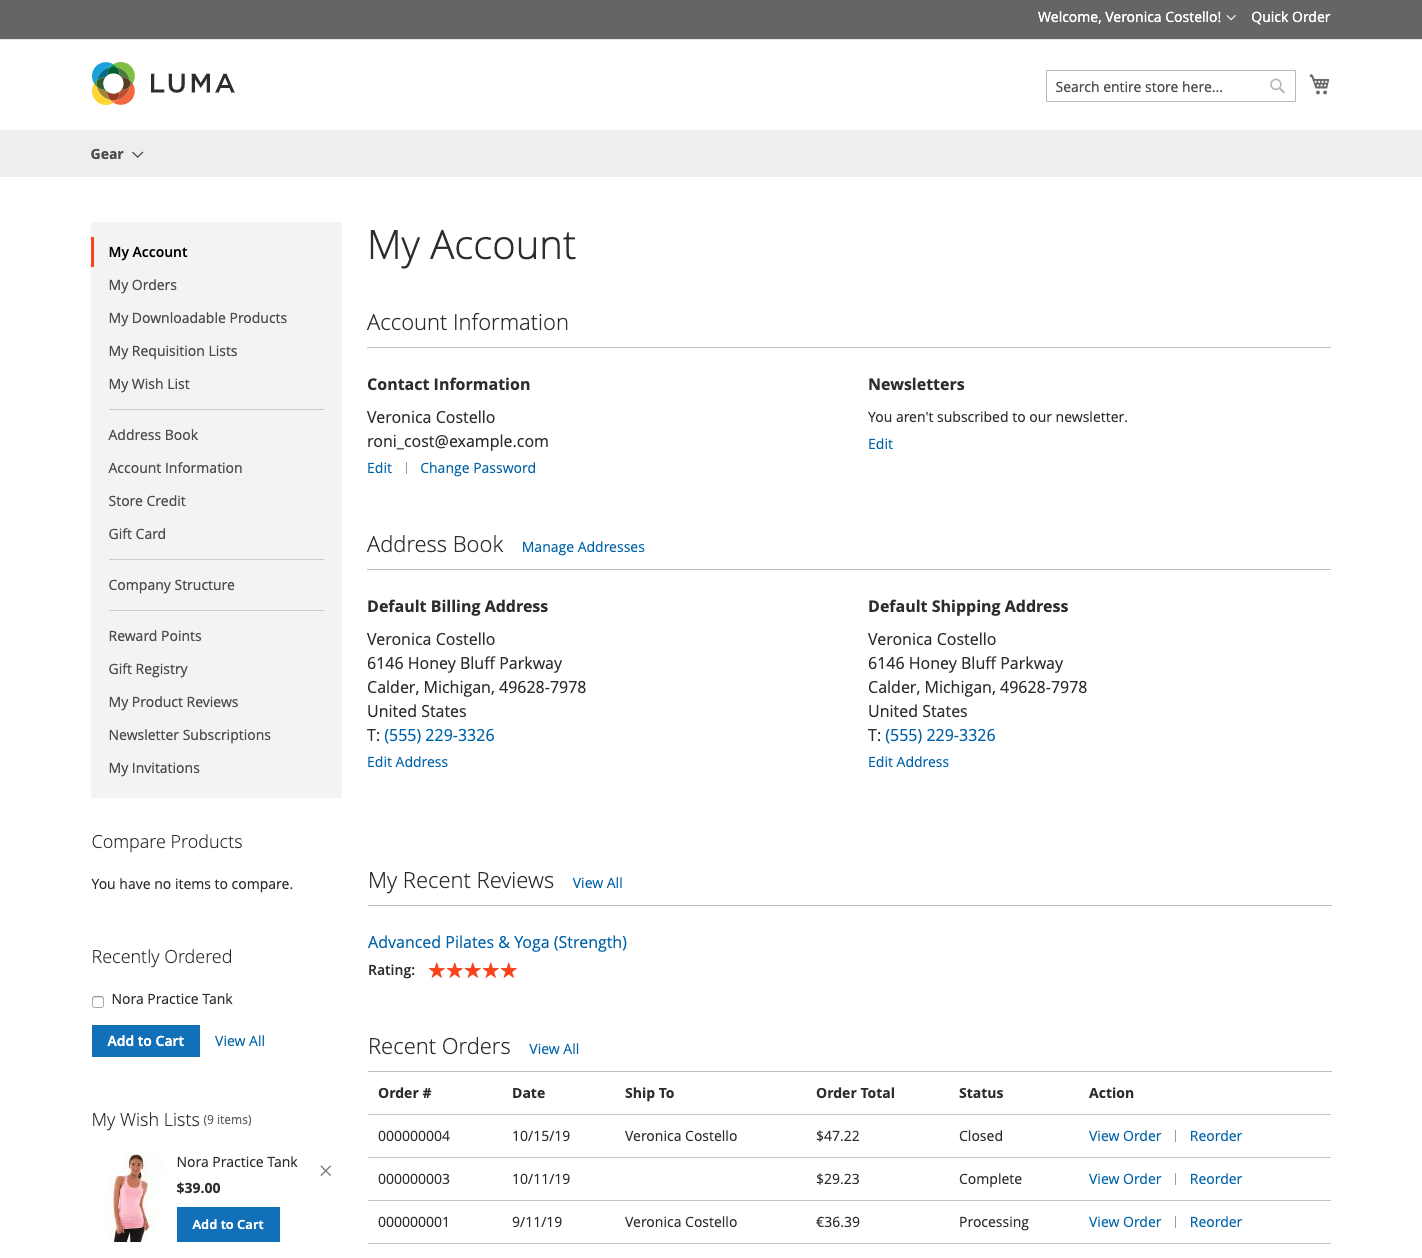 Welcome, Veronica Costello! Quick Order
LUMA
Search entire store here...
Gear
My Account
My Orders
My Downloadable Products
My Requisition Lists
My Wish List
Address Book
Account Information
Store Credit
Gift Card
Company Structure
Reward Points
Gift Registry
My Product Reviews
Newsletter Subscriptions
My Invitations
Compare Products
You have no items to compare.
Recently Ordered
Nora Practice Tank
Add to Cart View All
My Wish Lists (9 items)
Nora Practice Tank
$39.00
Add to Cart
My Account
Account Information
Contact Information
Veronica Costello
roni_cost@example.com
Edit | Change Password
Newsletters
You aren't subscribed to our newsletter.
Edit
Address Book Manage Addresses
Default Billing Address
Veronica Costello
6146 Honey Bluff Parkway
Calder, Michigan, 49628-7978
United States
T: (555) 229-3326
Edit Address
Default Shipping Address
Veronica Costello
6146 Honey Bluff Parkway
Calder, Michigan, 49628-7978
United States
T: (555) 229-3326
Edit Address
My Recent Reviews View All
Advanced Pilates & Yoga (Strength)
Rating: ★★★★★
Recent Orders View All
Order # Date Ship To Order Total Status Action
000000004 10/15/19 Veronica Costello $47.22 Closed View Order | Reorder
000000003 10/11/19 $29.23 Complete View Order | Reorder
000000001 9/11/19 Veronica Costello €36.39 Processing View Order | Reorder